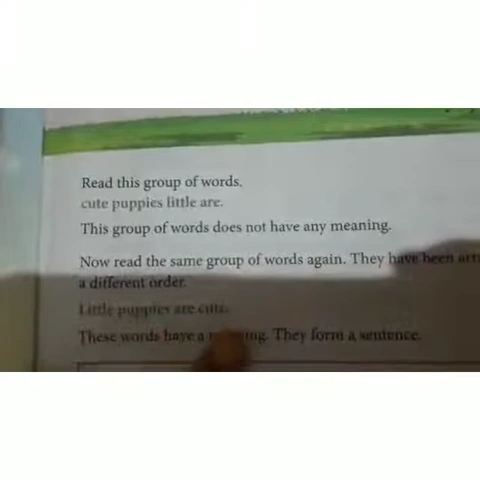 Read this group of words.
cute puppies little are.
This group of words does not have any meaning.
Now read the same group of words again. They have been
a different order.
Little puppies are cute.
These words have a. They form a sentence.